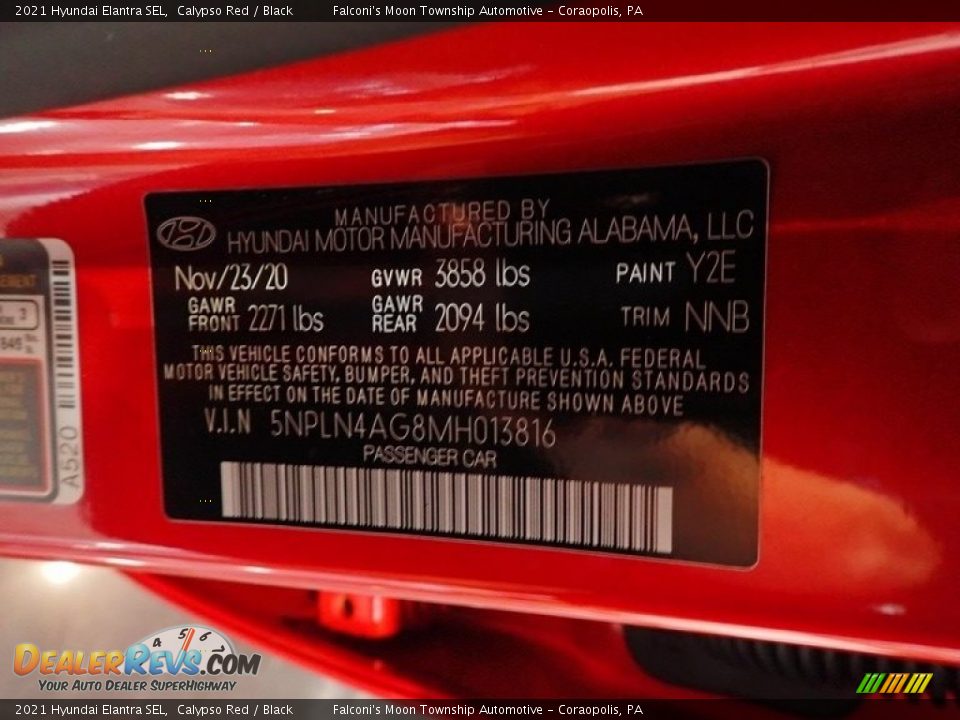 2021 Hyundai Elantra SEL, Calypso Red / Black Falconi's Moon Township Automotive - Coraopolis, PA
MANUFACTURED BY
HYUNDAI MOTOR MANUFACTURING ALABAMA, LLC
Nov/23/20 GVWR 3858 lbs PAINT Y2E
GAWR FRONT 2271 lbs GAWR REAR 2094 lbs TRIM NNB
THIS VEHICLE CONFORMS TO ALL APPLICABLE U.S.A. FEDERAL
MOTOR VEHICLE SAFETY, BUMPER, AND THEFT PREVENTION STANDARDS
IN EFFECT ON THE DATE OF MANUFACTURE SHOWN ABOVE
V.I.N 5NPLN4AG8MH013816
PASSENGER CAR
3
A520
4 5 6
DEALERREVS.COM
YOUR AUTO DEALER SUPERHIGHWAY
2021 Hyundai Elantra SEL, Calypso Red / Black Falconi's Moon Township Automotive - Coraopolis, PA